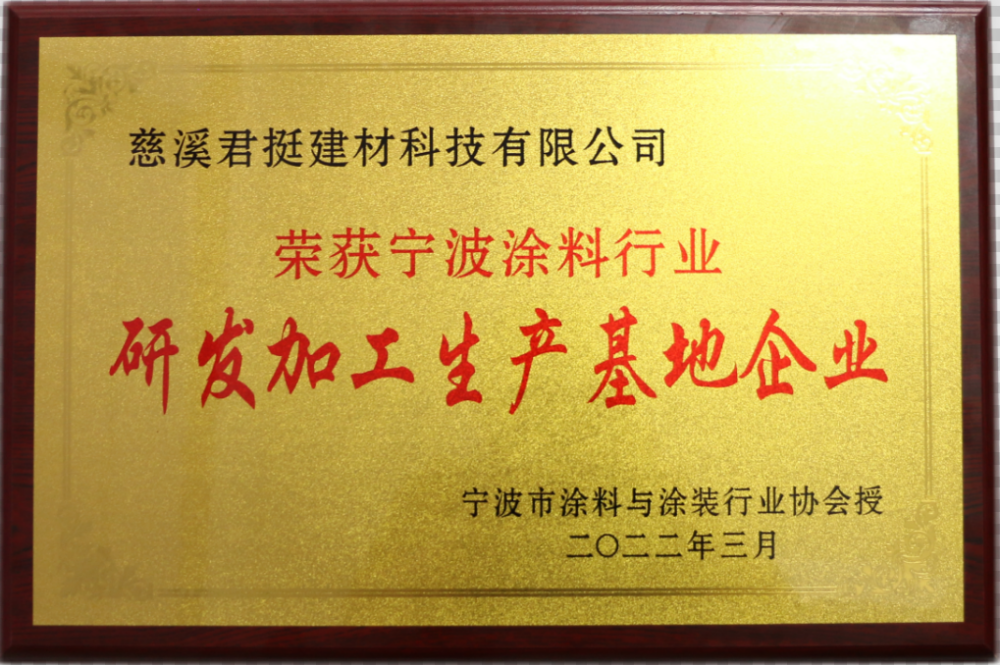 慈溪君挺建材科技有限公司
荣获宁波涂料行业
研发加工生产基地企业
宁波市涂料与涂装行业协会授
二〇二二年三月